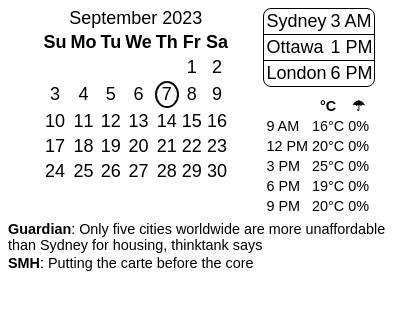 September 2023
Su Mo Tu We Th Fr Sa
1 2
3 4 5 6 7 8 9
10 11 12 13 14 15 16
17 18 19 20 21 22 23
24 25 26 27 28 29 30
Sydney 3 AM
Ottawa 1 PM
London 6 PM
°C ☂
9 AM 16°C 0%
12 PM 20°C 0%
3 PM 25°C 0%
6 PM 19°C 0%
9 PM 20°C 0%
Guardian: Only five cities worldwide are more unaffordable
than Sydney for housing, thinktank says
SMH: Putting the carte before the core